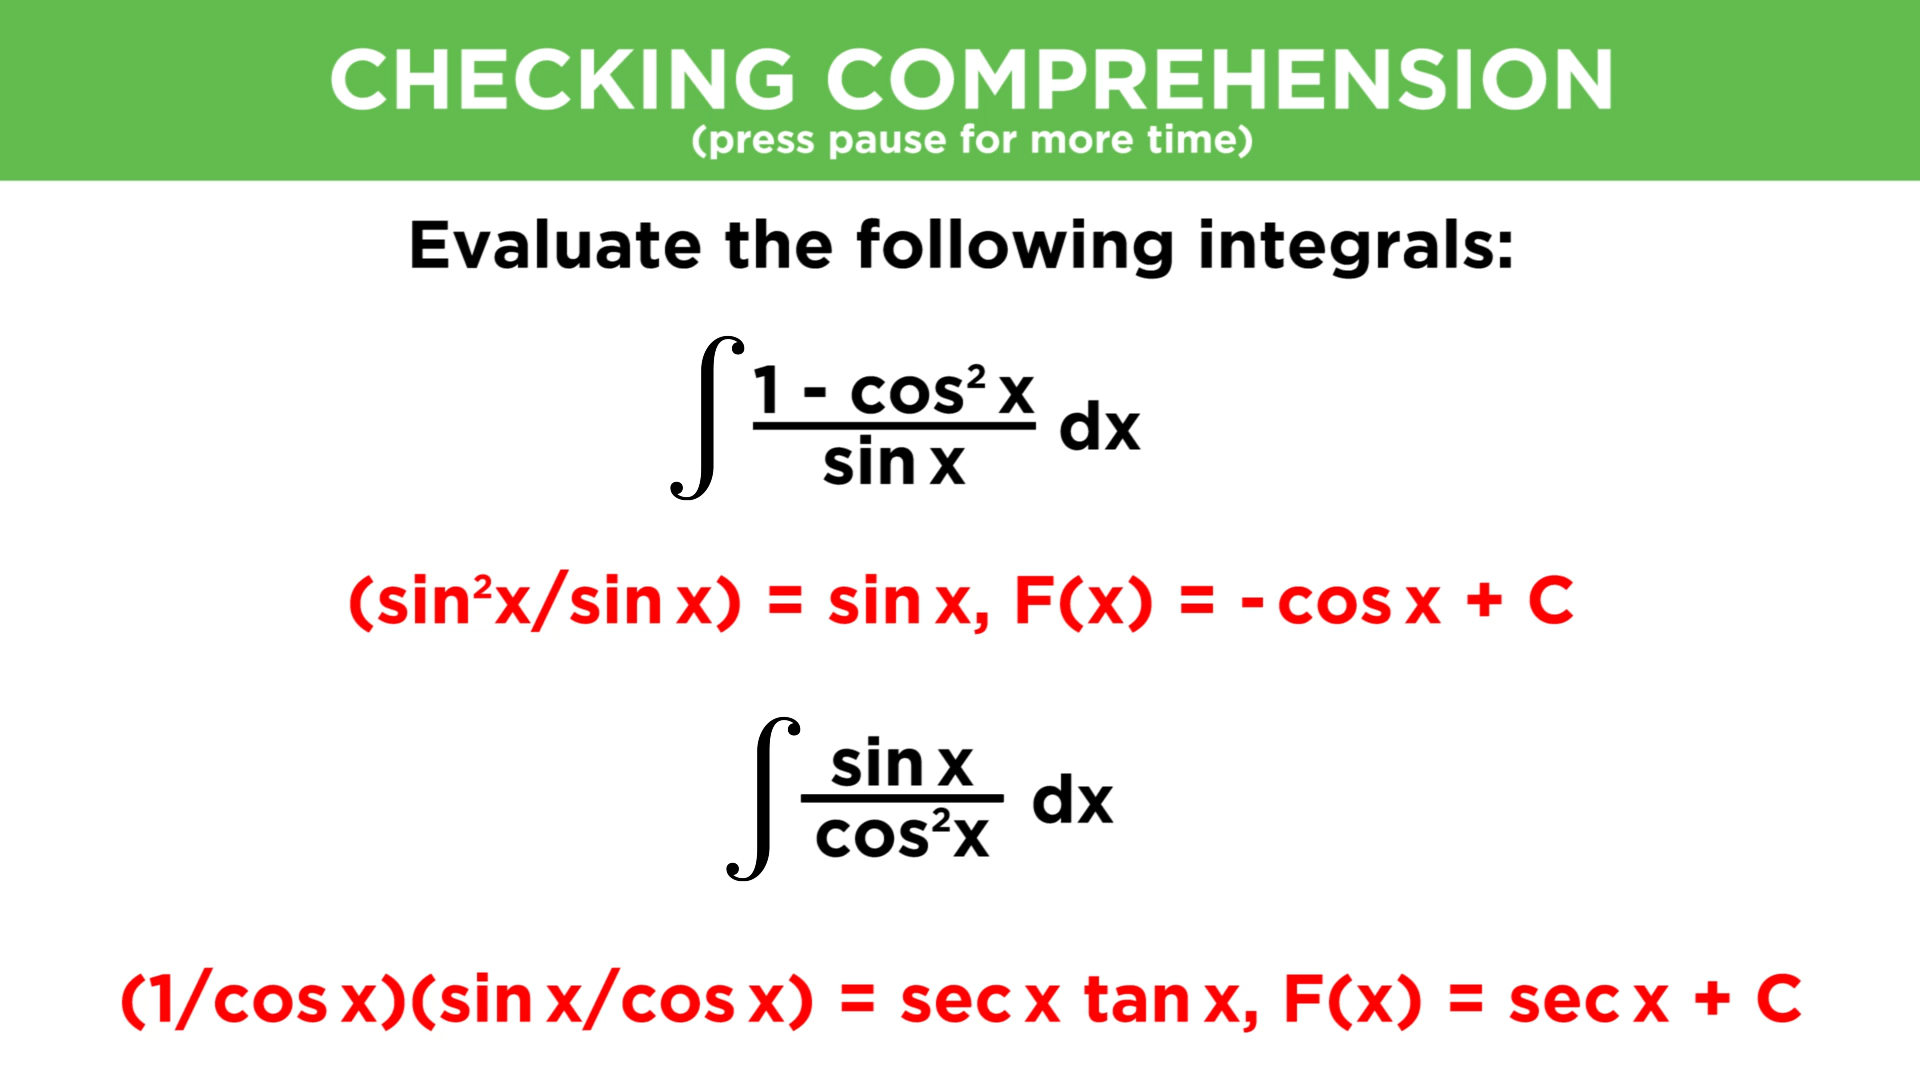 CHECKING COMPREHENSION
(press pause for more time)
Evaluate the following integrals:
∫ (1 - cos² x)/(sin x) dx
(sin²x/sin x) = sin x, F(x) = - cos x + C
∫ (sin x)/(cos²x) dx
(1/cos x)(sin x/cos x) = sec x tan x, F(x) = sec x + C